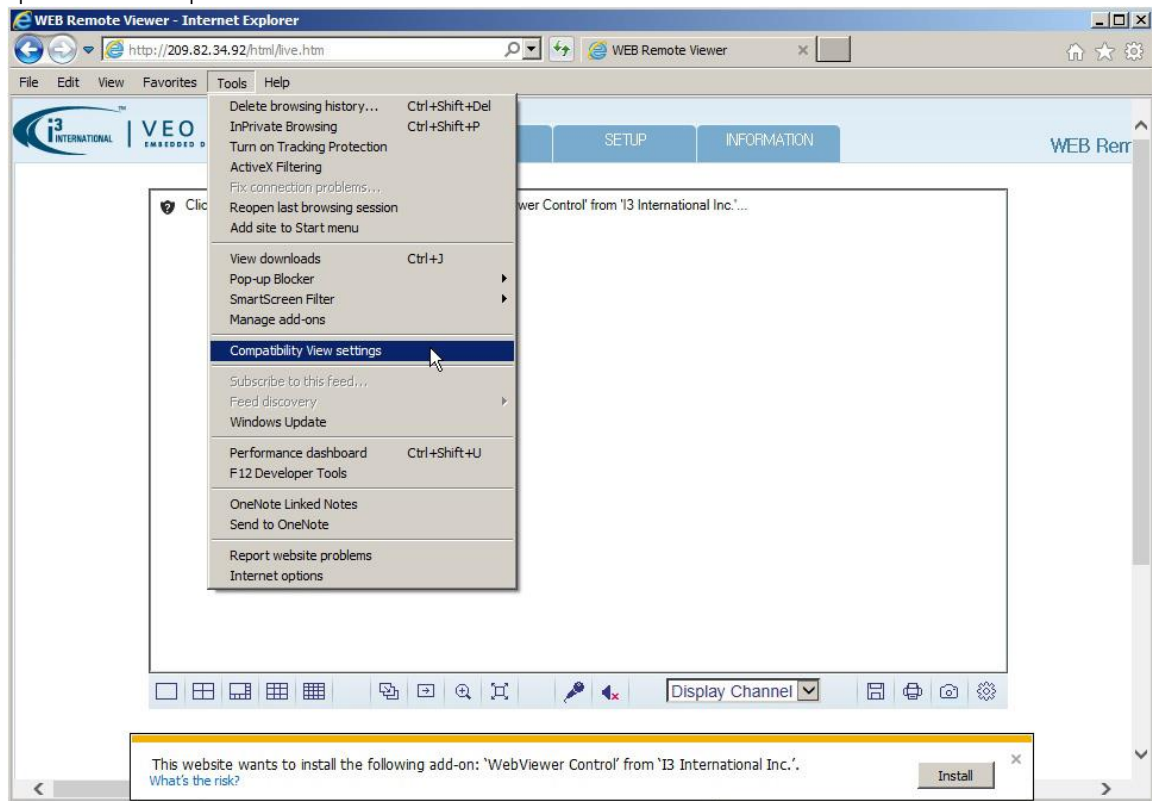 WEB Remote Viewer - Internet Explorer
http://209.82.34.92/html/live.htm
WEB Remote Viewer
File Edit View Favorites Tools Help
Delete browsing history... Ctrl+Shift+Del
InPrivate Browsing Ctrl+Shift+P
Turn on Tracking Protection
ActiveX Filtering
Fix connection problems...
Reopen last browsing session
Add site to Start menu
View downloads Ctrl+J
Pop-up Blocker
SmartScreen Filter
Manage add-ons
Compatibility View settings
Subscribe to this feed...
Feed discovery
Windows Update
Performance dashboard Ctrl+Shift+U
F12 Developer Tools
OneNote Linked Notes
Send to OneNote
Report website problems
Internet options
i3 INTERNATIONAL ™
VEO
EMBEDDED D
SETUP INFORMATION
WEB Rem
Clic
wer Control' from 'I3 International Inc.'...
Display Channel
This website wants to install the following add-on: 'WebViewer Control' from 'I3 International Inc.'.
What's the risk?
Install